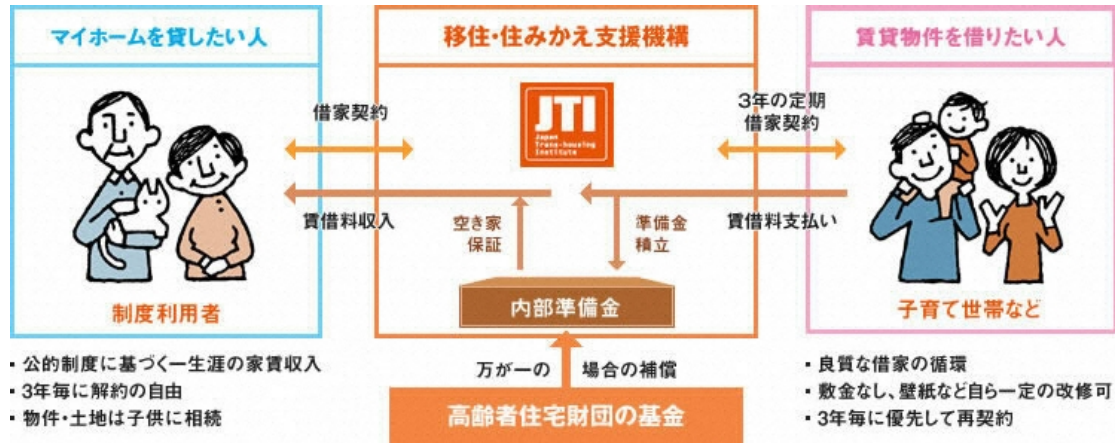 マイホームを貸したい人
移住・住みかえ支援機構
賃貸物件を借りたい人
借家契約
JTI
Japan
Trans-housing
Institute
3年の定期
借家契約
賃借料収入
空き家
保証
準備金
積立
賃借料支払い
制度利用者
内部準備金
子育て世帯など
▪ 公的制度に基づく一生涯の家賃収入
▪ 3年毎に解約の自由
▪ 物件・土地は子供に相続
万が一の 場合の補償
高齢者住宅財団の基金
▪ 良質な借家の循環
▪ 敷金なし、壁紙など自ら一定の改修可
▪ 3年毎に優先して再契約